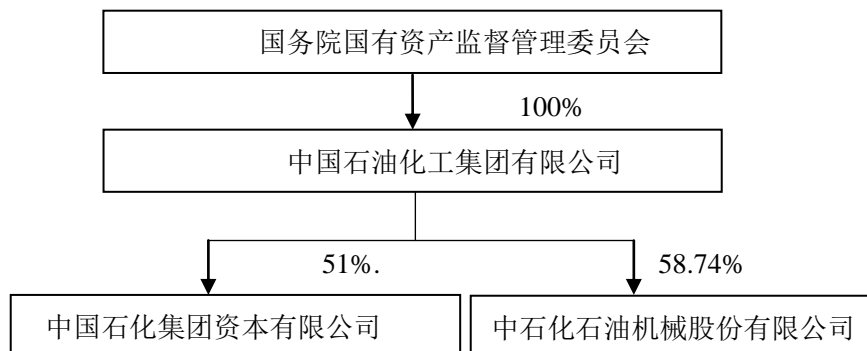 国务院国有资产监督管理委员会
100%
中国石油化工集团有限公司
51%.
58.74%
中国石化集团资本有限公司
中石化石油机械股份有限公司